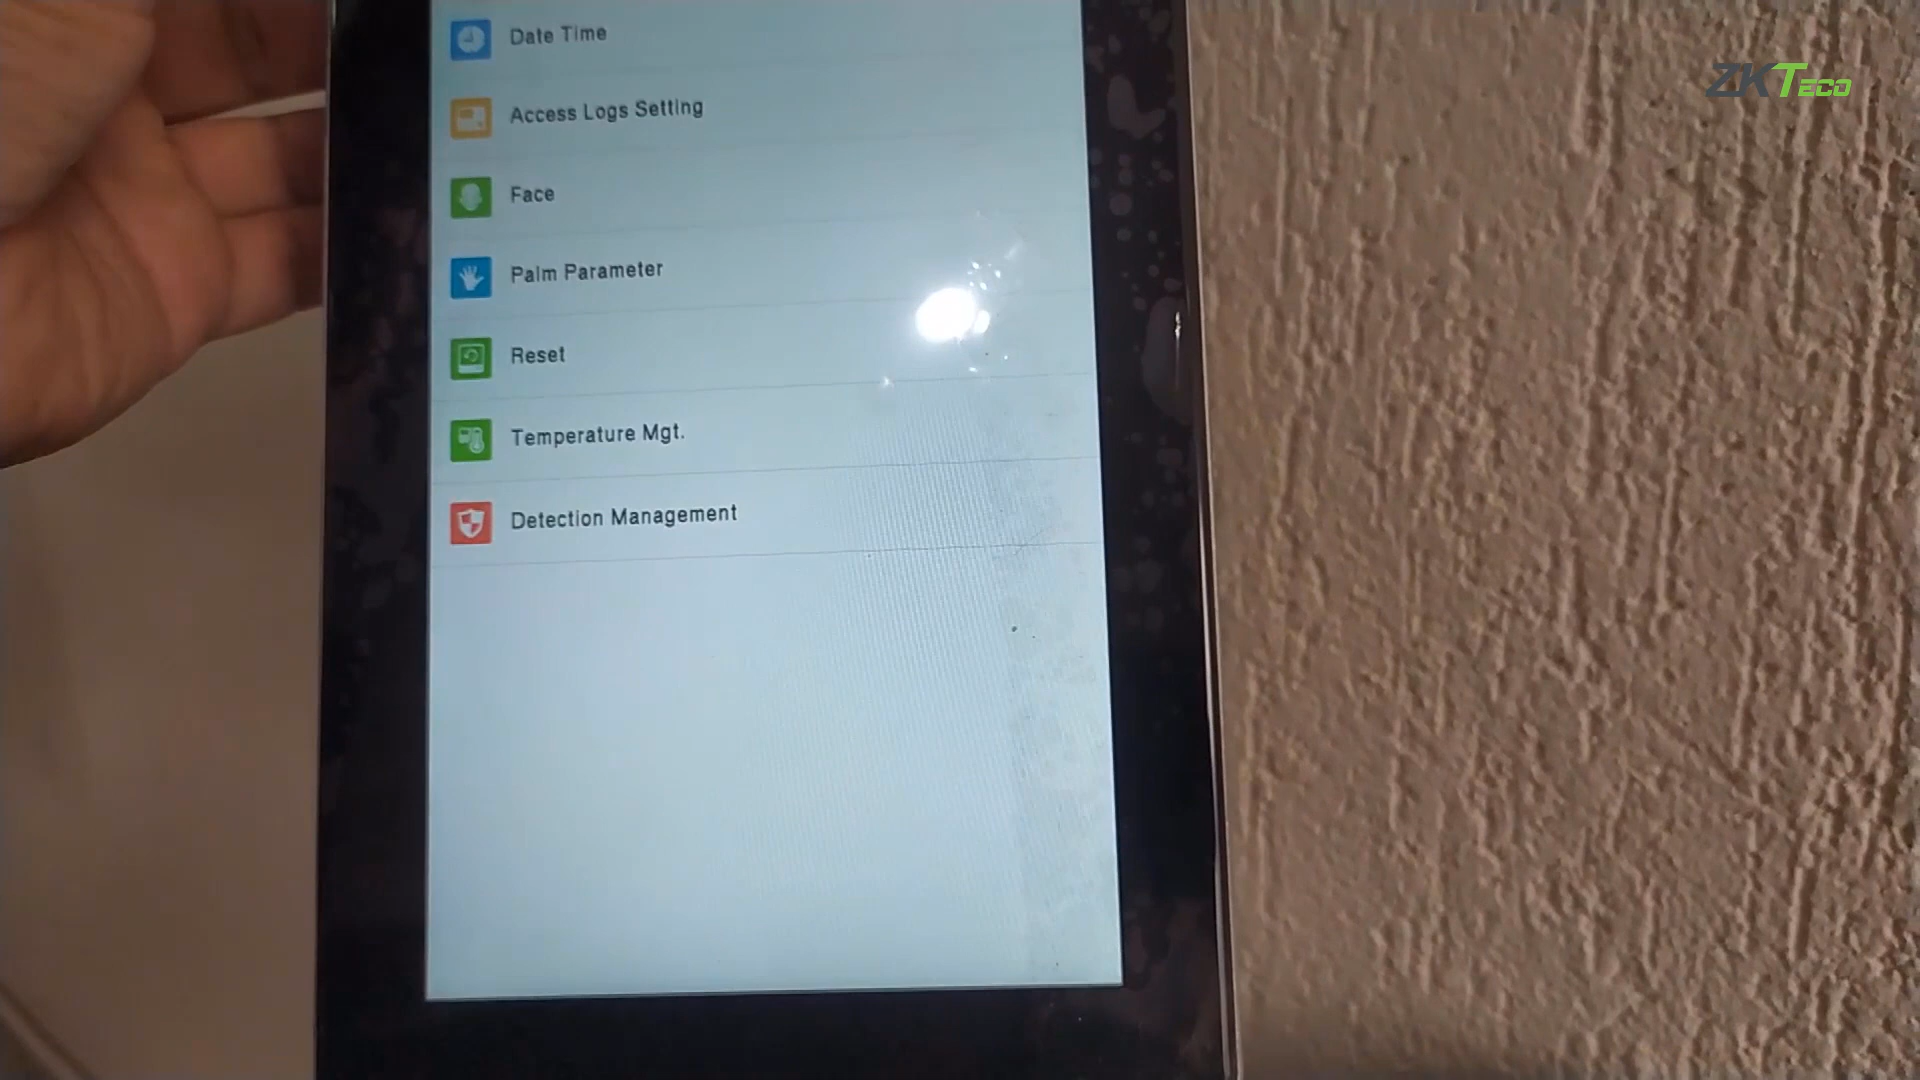 Date Time
Access Logs Setting
Face
Palm Parameter
Reset
Temperature Mgt.
Detection Management
ZKTeco